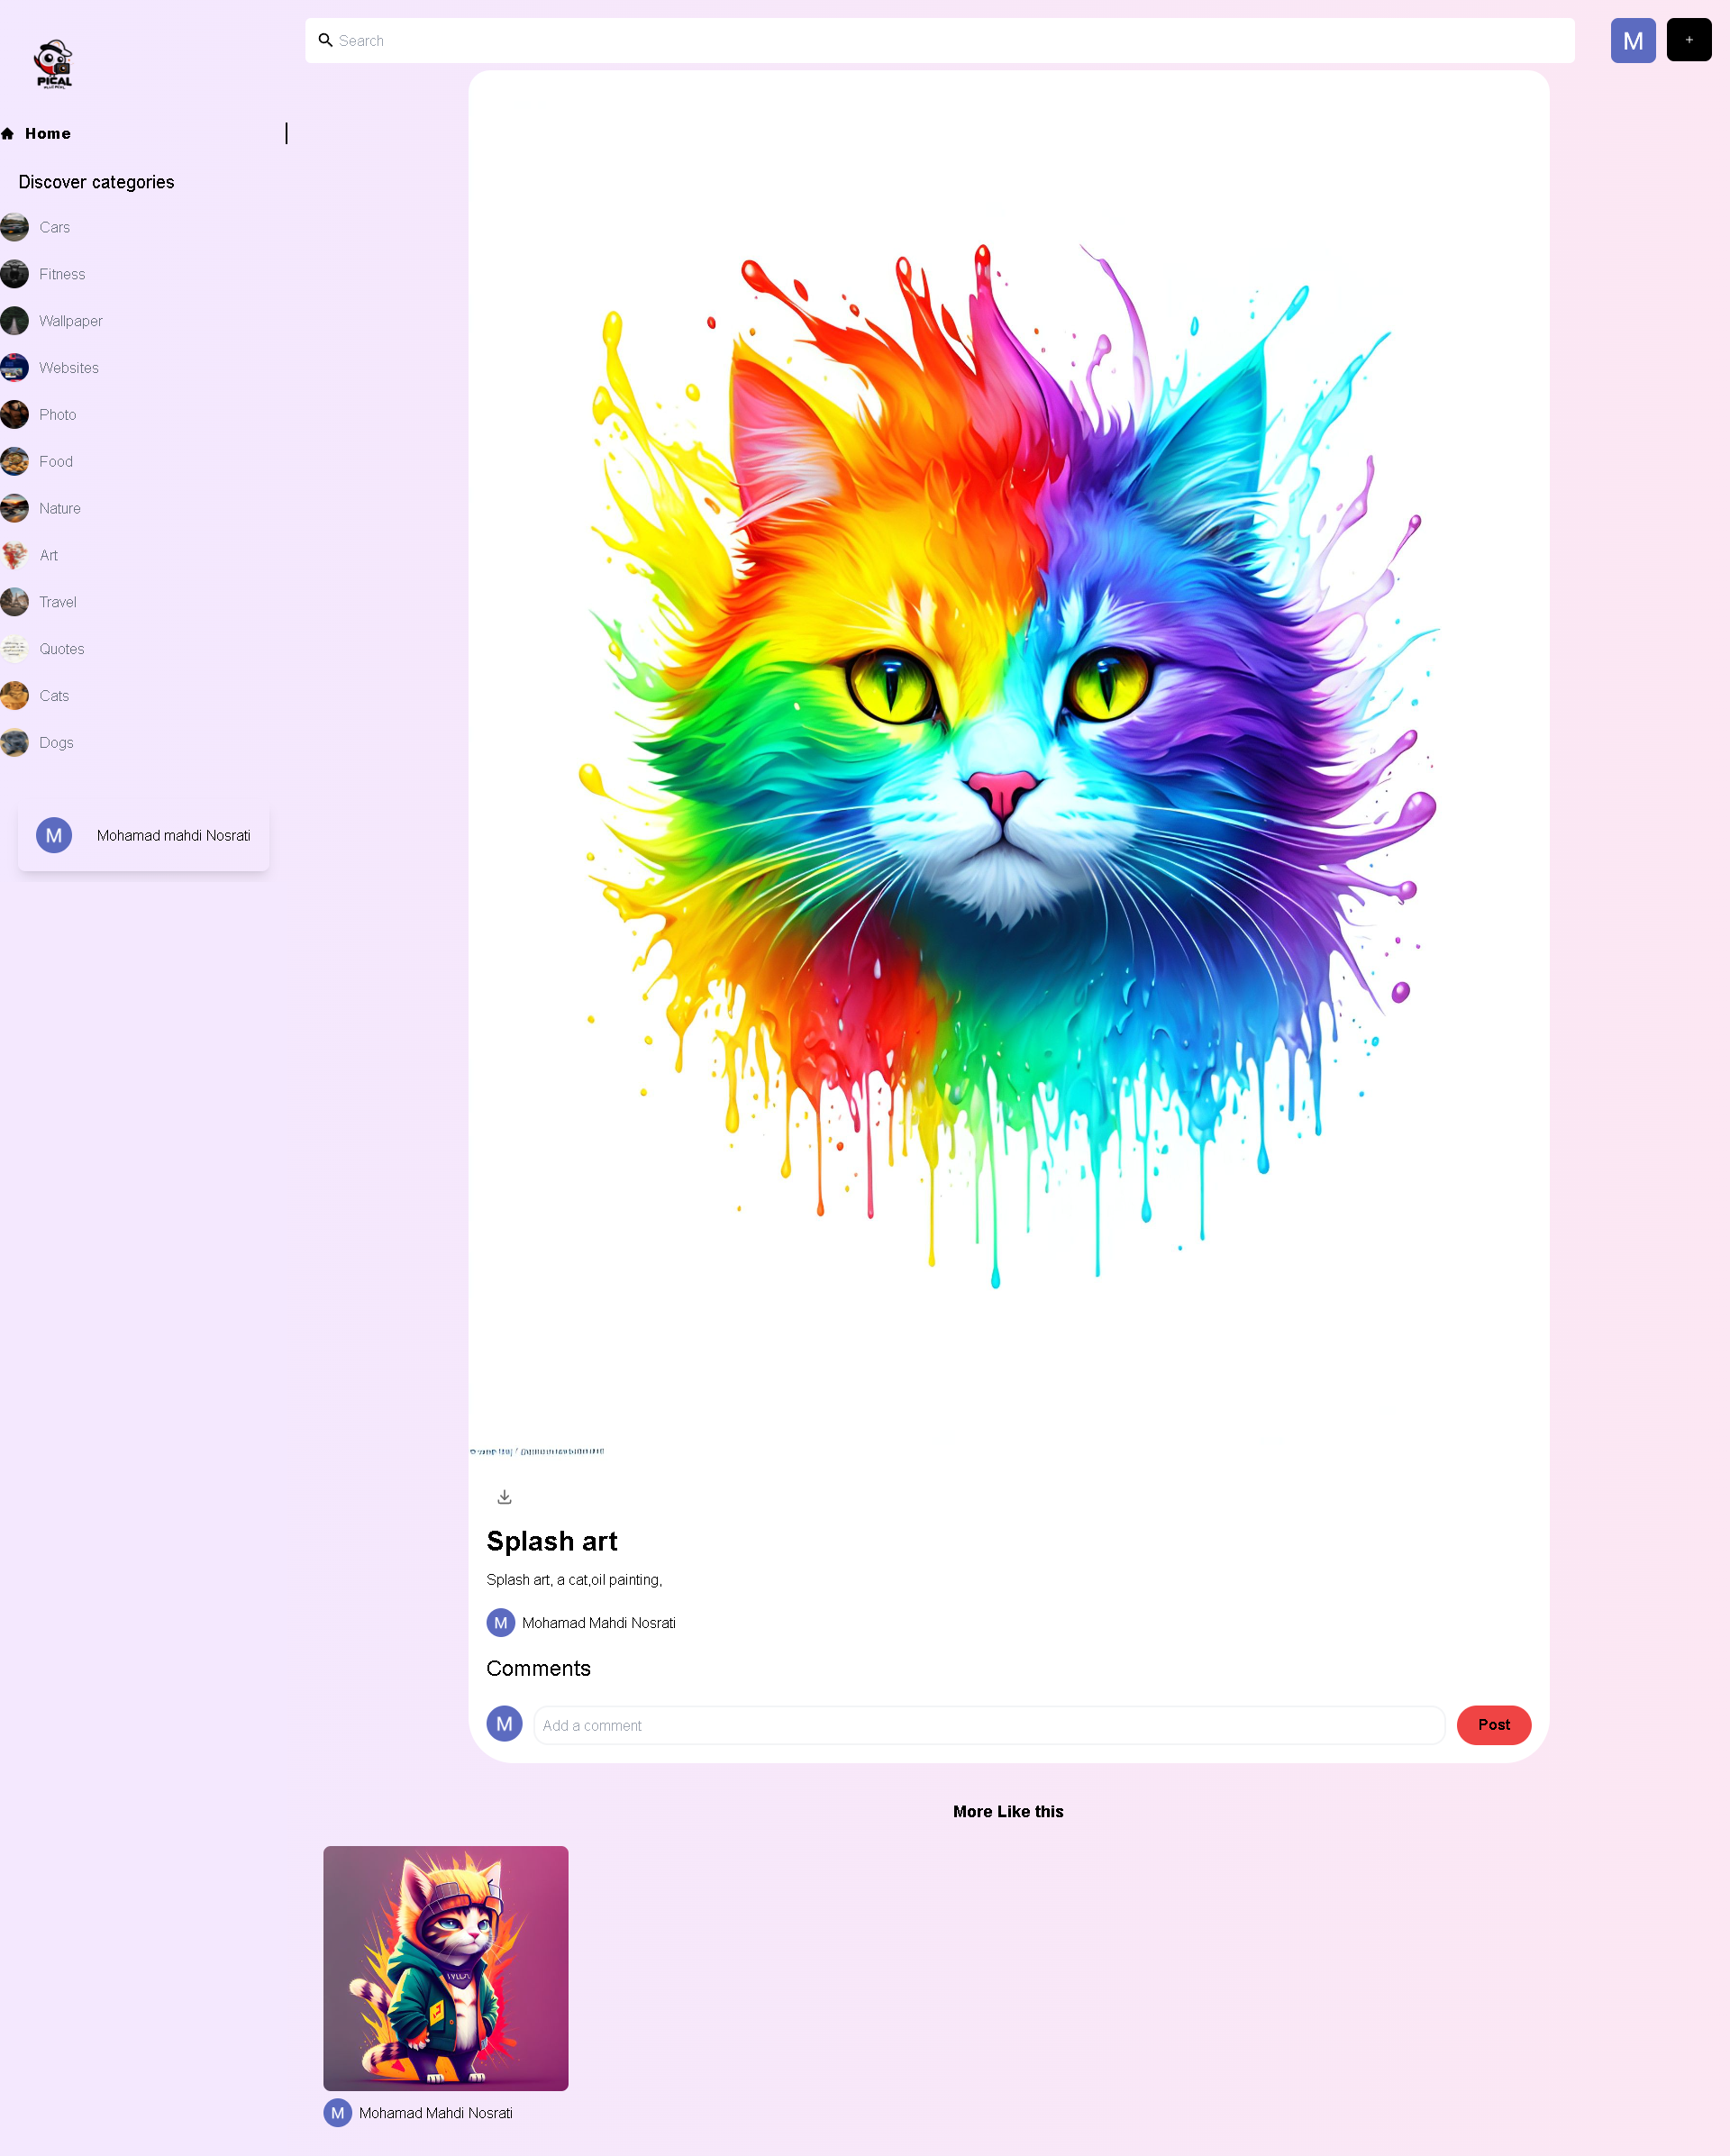 PICAL
Search
M
+
Home
Discover categories
Cars
Fitness
Wallpaper
Websites
Photo
Food
Nature
Art
Travel
Quotes
Cats
Dogs
M Mohamad mahdi Nosrati
Splash art
Splash art, a cat,oil painting,
M Mohamad Mahdi Nosrati
Comments
M Add a comment Post
More Like this
M Mohamad Mahdi Nosrati